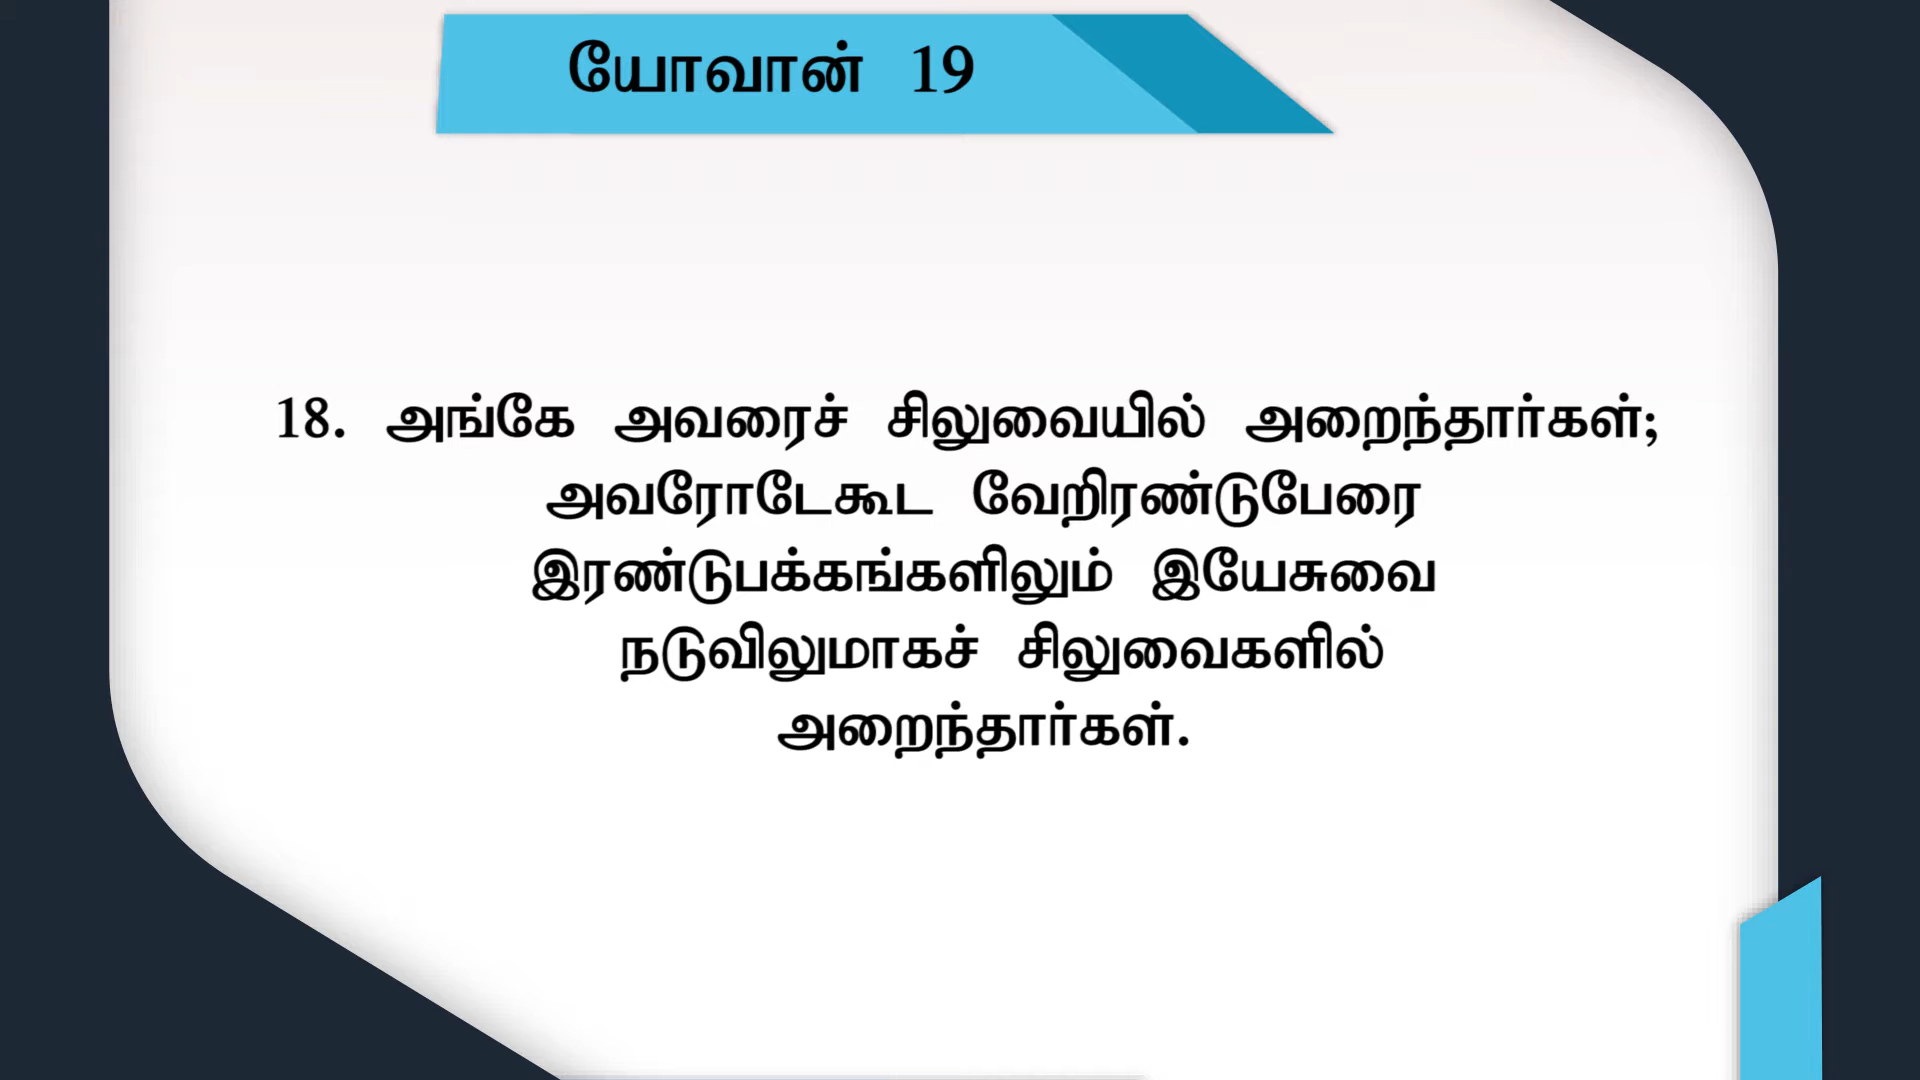 யோவான் 19
18. அங்கே அவரைச் சிலுவையில் அறைந்தார்கள்;
அவரோடேகூட வேறிரண்டுபேரை
இரண்டுபக்கங்களிலும் இயேசுவை
நடுவிலுமாகச் சிலுவைகளில்
அறைந்தார்கள்.